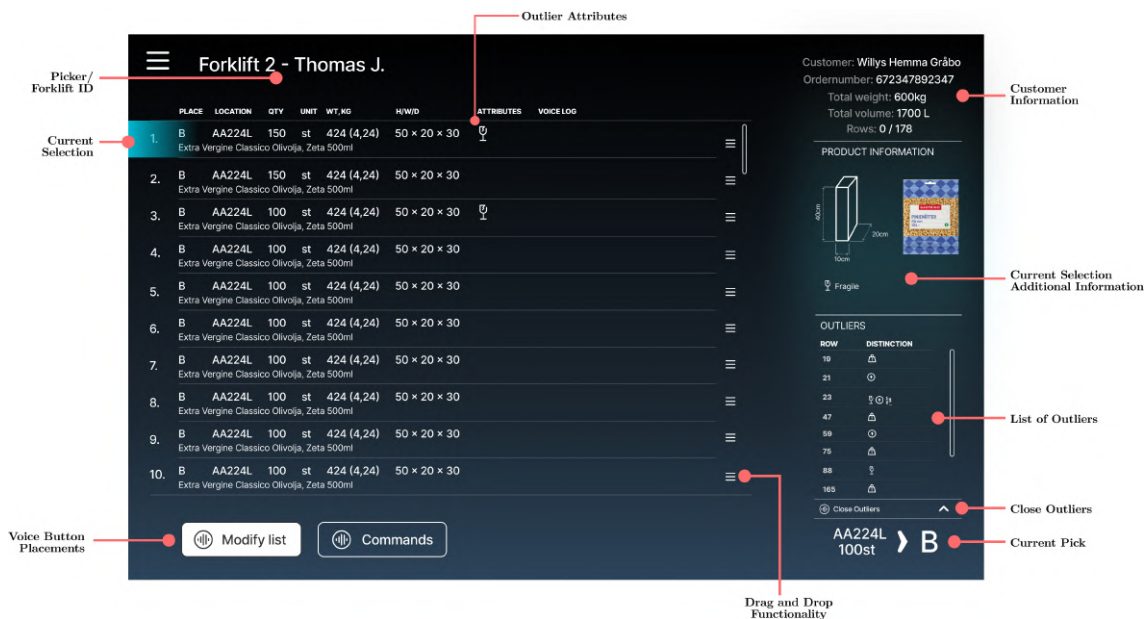 Outlier Attributes
Picker/
Forklift ID
Forklift 2 - Thomas J.
Customer: Willys Hemma Gråbo
Ordernumber: 672347892347
Total weight: 600kg
Total volume: 1700 L
Rows: 0 / 178
Customer
Information
PLACE LOCATION QTY UNIT WT, KG H/W/D ATTRIBUTES VOICE LOG
Current
Selection
1. B AA224L 150 st 424 (4,24) 50 × 20 × 30
Extra Vergine Classico Olivolja, Zeta 500ml
2. B AA224L 150 st 424 (4,24) 50 × 20 × 30
Extra Vergine Classico Olivolja, Zeta 500ml
3. B AA224L 100 st 424 (4,24) 50 × 20 × 30
Extra Vergine Classico Olivolja, Zeta 500ml
4. B AA224L 100 st 424 (4,24) 50 × 20 × 30
Extra Vergine Classico Olivolja, Zeta 500ml
5. B AA224L 100 st 424 (4,24) 50 × 20 × 30
Extra Vergine Classico Olivolja, Zeta 500ml
6. B AA224L 100 st 424 (4,24) 50 × 20 × 30
Extra Vergine Classico Olivolja, Zeta 500ml
7. B AA224L 100 st 424 (4,24) 50 × 20 × 30
Extra Vergine Classico Olivolja, Zeta 500ml
8. B AA224L 100 st 424 (4,24) 50 × 20 × 30
Extra Vergine Classico Olivolja, Zeta 500ml
9. B AA224L 100 st 424 (4,24) 50 × 20 × 30
Extra Vergine Classico Olivolja, Zeta 500ml
10. B AA224L 100 st 424 (4,24) 50 × 20 × 30
Extra Vergine Classico Olivolja, Zeta 500ml
PRODUCT INFORMATION
40cm
20cm
10cm
Fragile
Current Selection
Additional Information
OUTLIERS
ROW DISTINCTION
19
21
23
47
59
75
88
165
List of Outliers
Close Outliers
Close Outliers
Voice Button
Placements
Modify list
Commands
AA224L
100st
B
Current Pick
Drag and Drop
Functionality